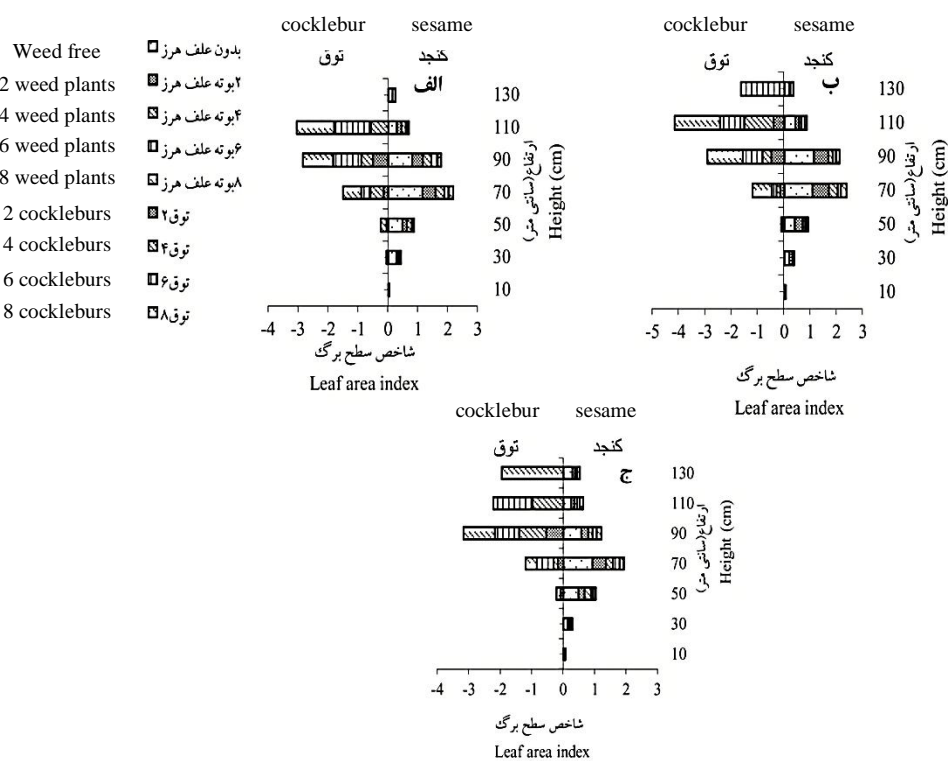 Weed free
2 weed plants
4 weed plants
6 weed plants
8 weed plants
2 cockleburs
4 cockleburs
6 cockleburs
8 cockleburs
بدون علف هرز
۲بوته علف هرز
۴بوته علف هرز
۶بوته علف هرز
۸بوته علف هرز
توق۲
توق۴
توق۶
توق۸
cocklebur sesame
توق کنجد
الف
130
110
90
70
50
30
10
ارتفاع(سانتی متر)
Height (cm)
-4 -3 -2 -1 0 1 2 3
شاخص سطح برگ
Leaf area index
cocklebur sesame
توق کنجد
ب
130
110
90
70
50
30
10
ارتفاع(سانتی متر)
Height (cm)
-5 -4 -3 -2 -1 0 1 2 3
شاخص سطح برگ
Leaf area index
cocklebur sesame
توق کنجد
ج
130
110
90
70
50
30
10
ارتفاع(سانتی متر)
Height (cm)
-4 -3 -2 -1 0 1 2 3
شاخص سطح برگ
Leaf area index